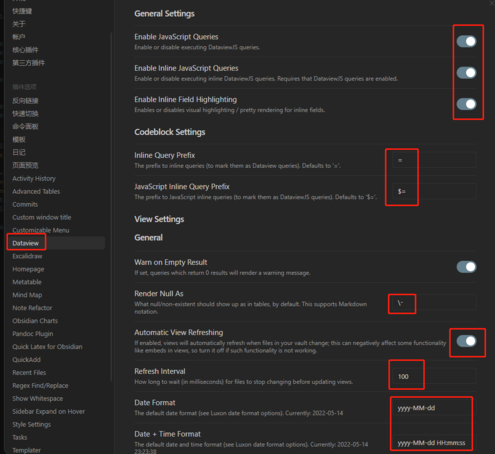 快捷键
关于
帐户
核心插件
第三方插件
插件选项
反向链接
快速切换
命令面板
模板
日记
页面预览
Activity History
Advanced Tables
Commits
Custom window title
Customizable Menu
Dataview
Excalidraw
Homepage
Metatable
Mind Map
Note Refactor
Obsidian Charts
Pandoc Plugin
Quick Latex for Obsidian
QuickAdd
Recent Files
Regex Find/Replace
Show Whitespace
Sidebar Expand on Hover
Style Settings
Tasks
Templater
General Settings
Enable JavaScript Queries
Enable or disable executing DataviewJS queries.
Enable Inline JavaScript Queries
Enable or disable executing inline DataviewJS queries. Requires that DataviewJS queries are enabled.
Enable Inline Field Highlighting
Enables or disables visual highlighting / pretty rendering for inline fields.
Codeblock Settings
Inline Query Prefix
The prefix to inline queries (to mark them as Dataview queries). Defaults to '='.
=
JavaScript Inline Query Prefix
The prefix to JavaScript inline queries (to mark them as DataviewJS queries). Defaults to '$='.
$=
View Settings
General
Warn on Empty Result
If set, queries which return 0 results will render a warning message.
Render Null As
What null/non-existent should show up as in tables, by default. This supports Markdown
notation.
\-
Automatic View Refreshing
If enabled, views will automatically refresh when files in your vault change; this can negatively affect some functionality
like embeds in views, so turn it off if such functionality is not working.
Refresh Interval
How long to wait (in milliseconds) for files to stop changing before updating views.
100
Date Format
The default date format (see Luxon date format options). Currently: 2022-05-14
yyyy-MM-dd
Date + Time Format
The default date and time format (see Luxon date format options). Currently: 2022-05-14
23:23:38
yyyy-MM-dd HH:mm:ss